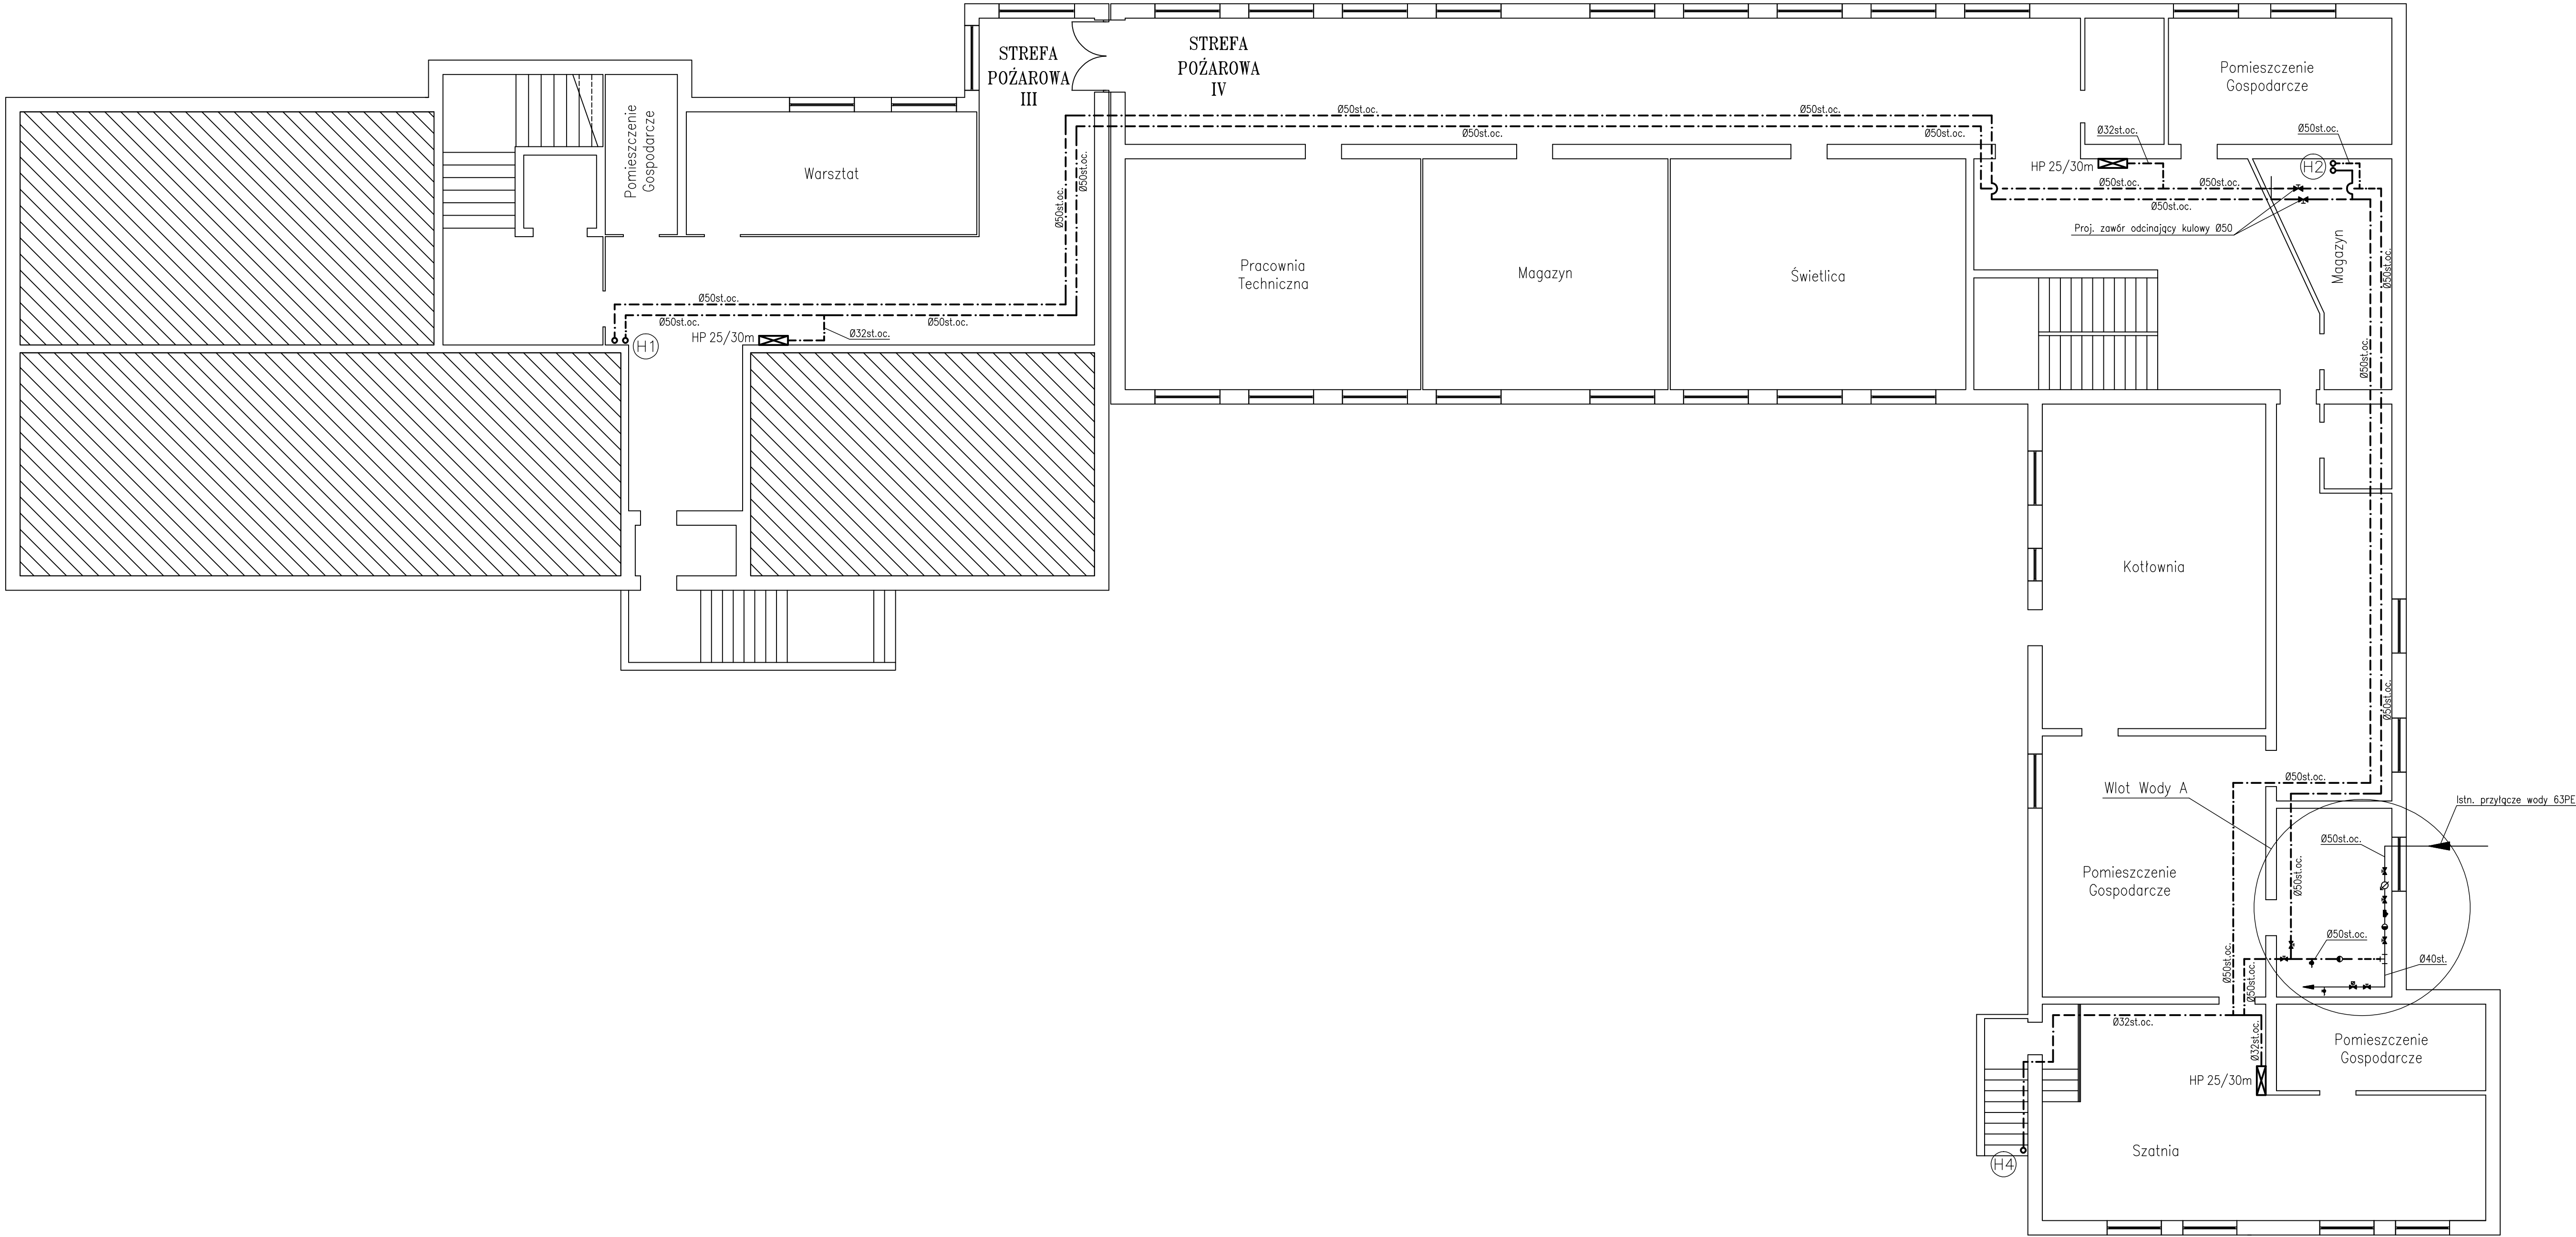 STREFA
POŻAROWA
III
STREFA
POŻAROWA
IV
Pomieszczenie
Gospodarcze
Pomieszczenie
Gospodarcze
Warsztat
Ø50st.oc.
Ø50st.oc.
Ø50st.oc.
Ø50st.oc.
Ø50st.oc.
Ø50st.oc.
Ø32st.oc.
Ø50st.oc.
HP 25/30m
H2
Ø50st.oc.
Ø50st.oc.
Ø50st.oc.
Proj. zawór odcinający kulowy Ø50
Magazyn
Ø50st.oc.
Ø50st.oc.
Pracownia
Techniczna
Magazyn
Świetlica
Ø50st.oc.
Ø50st.oc.
Ø50st.oc.
H1
HP 25/30m
Ø32st.oc.
Kotłownia
Ø50st.oc.
Ø50st.oc.
Wlot Wody A
Istn. przyłącze wody 63PE
Ø50st.oc.
Ø50st.oc.
Pomieszczenie
Gospodarcze
Ø50st.oc.
Ø50st.oc.
Ø50st.oc.
Ø40st.
Ø32st.oc.
Ø32st.oc.
Pomieszczenie
Gospodarcze
HP 25/30m
Szatnia
H4